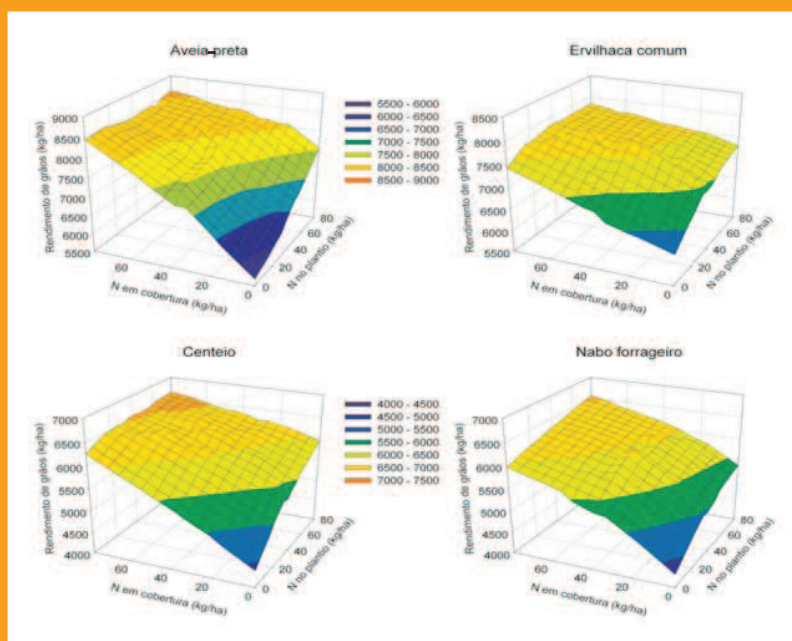 Aveia preta
Rendimento de grãos (kg/ha)
9000
8500
8000
7500
7000
6500
6000
5500
60
40
20
0
N em cobertura (kg/ha)
0
20
40
60
80
N no plantio (kg/ha)
5500 - 6000
6000 - 6500
6500 - 7000
7000 - 7500
7500 - 8000
8000 - 8500
8500 - 9000
Ervilhaca comum
Rendimento de grãos (kg/ha)
8500
8000
7500
7000
6500
6000
5500
60
40
20
0
N em cobertura (kg/ha)
0
20
40
60
80
N no plantio (kg/ha)
Centeio
Rendimento de grãos (kg/ha)
7000
6500
6000
5500
5000
4500
4000
60
40
20
0
N em cobertura (kg/ha)
0
20
40
60
80
N no plantio (kg/ha)
4000 - 4500
4500 - 5000
5000 - 5500
5500 - 6000
6000 - 6500
6500 - 7000
7000 - 7500
Nabo forrageiro
Rendimento de grãos (kg/ha)
7000
6500
6000
5500
5000
4500
4000
60
40
20
0
N em cobertura (kg/ha)
0
20
40
60
80
N no plantio (kg/ha)